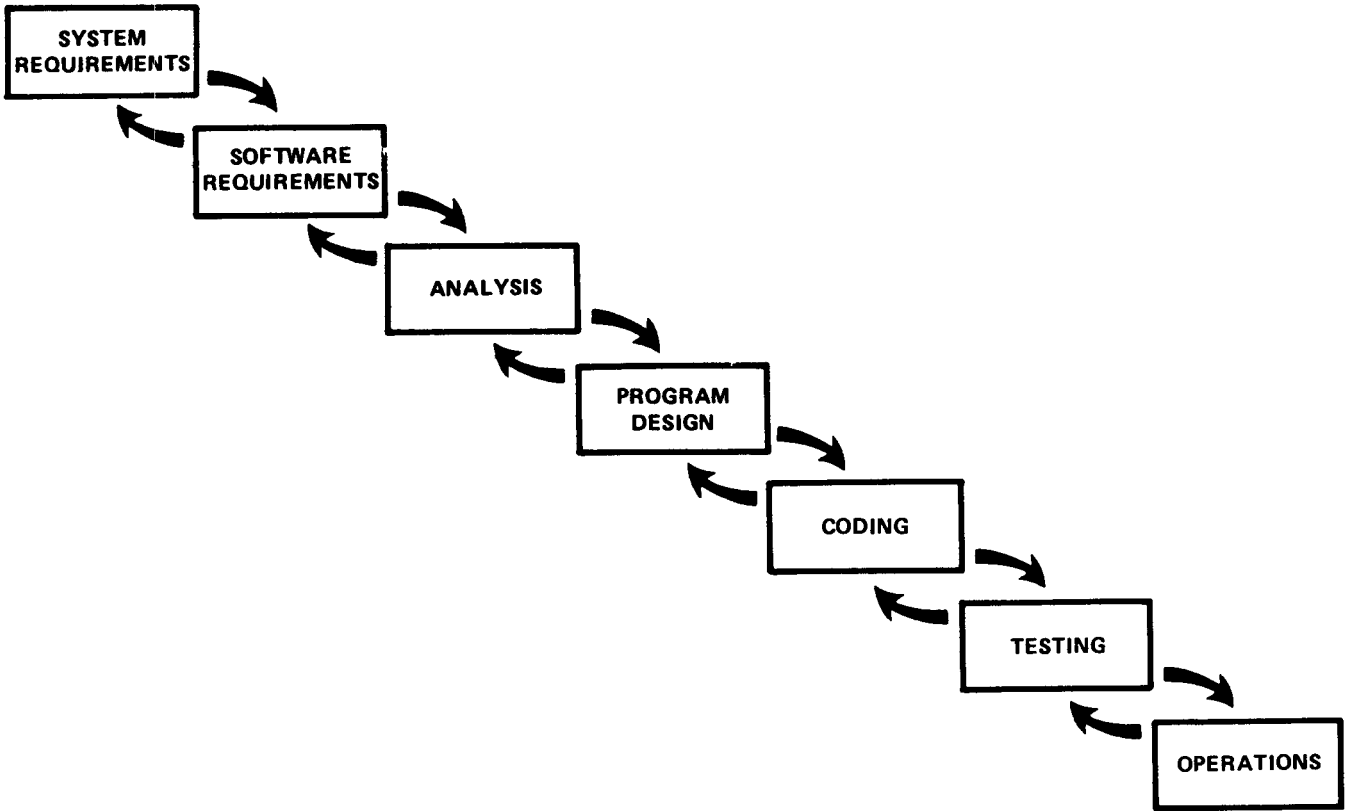 SYSTEM
REQUIREMENTS
SOFTWARE
REQUIREMENTS
ANALYSIS
PROGRAM
DESIGN
CODING
TESTING
OPERATIONS